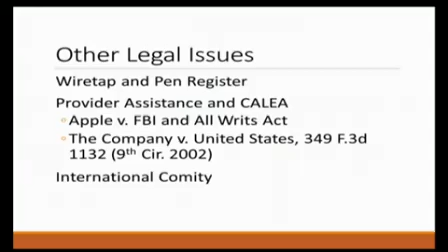 Other Legal Issues
Wiretap and Pen Register
Provider Assistance and CALEA
Apple v. FBI and All Writs Act
The Company v. United States, 349 F.3d
1132 (9th Cir. 2002)
International Comity